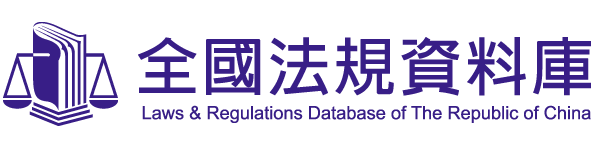 全國法規資料庫
Laws & Regulations Database of The Republic of China